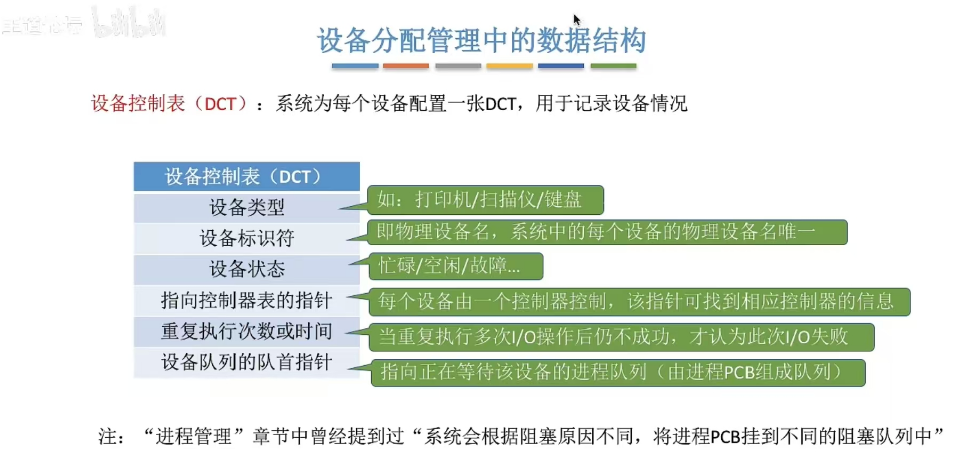 设备分配管理中的数据结构
设备控制表（DCT）：系统为每个设备配置一张DCT，用于记录设备情况
设备控制表（DCT）
设备类型
如：打印机/扫描仪/键盘
设备标识符
即物理设备名，系统中的每个设备的物理设备名唯一
设备状态
忙碌/空闲/故障...
指向控制器表的指针
每个设备由一个控制器控制，该指针可找到相应控制器的信息
重复执行次数或时间
当重复执行多次I/O操作后仍不成功，才认为此次I/O失败
设备队列的队首指针
指向正在等待该设备的进程队列（由进程PCB组成队列）
注：“进程管理”章节中曾经提到过“系统会根据阻塞原因不同，将进程PCB挂到不同的阻塞队列中”